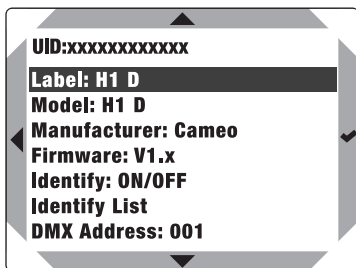 UID:xxxxxxxxxxxx
Label: H1 D
Model: H1 D
Manufacturer: Cameo
Firmware: V1.x
Identify: ON/OFF
Identify List
DMX Address: 001